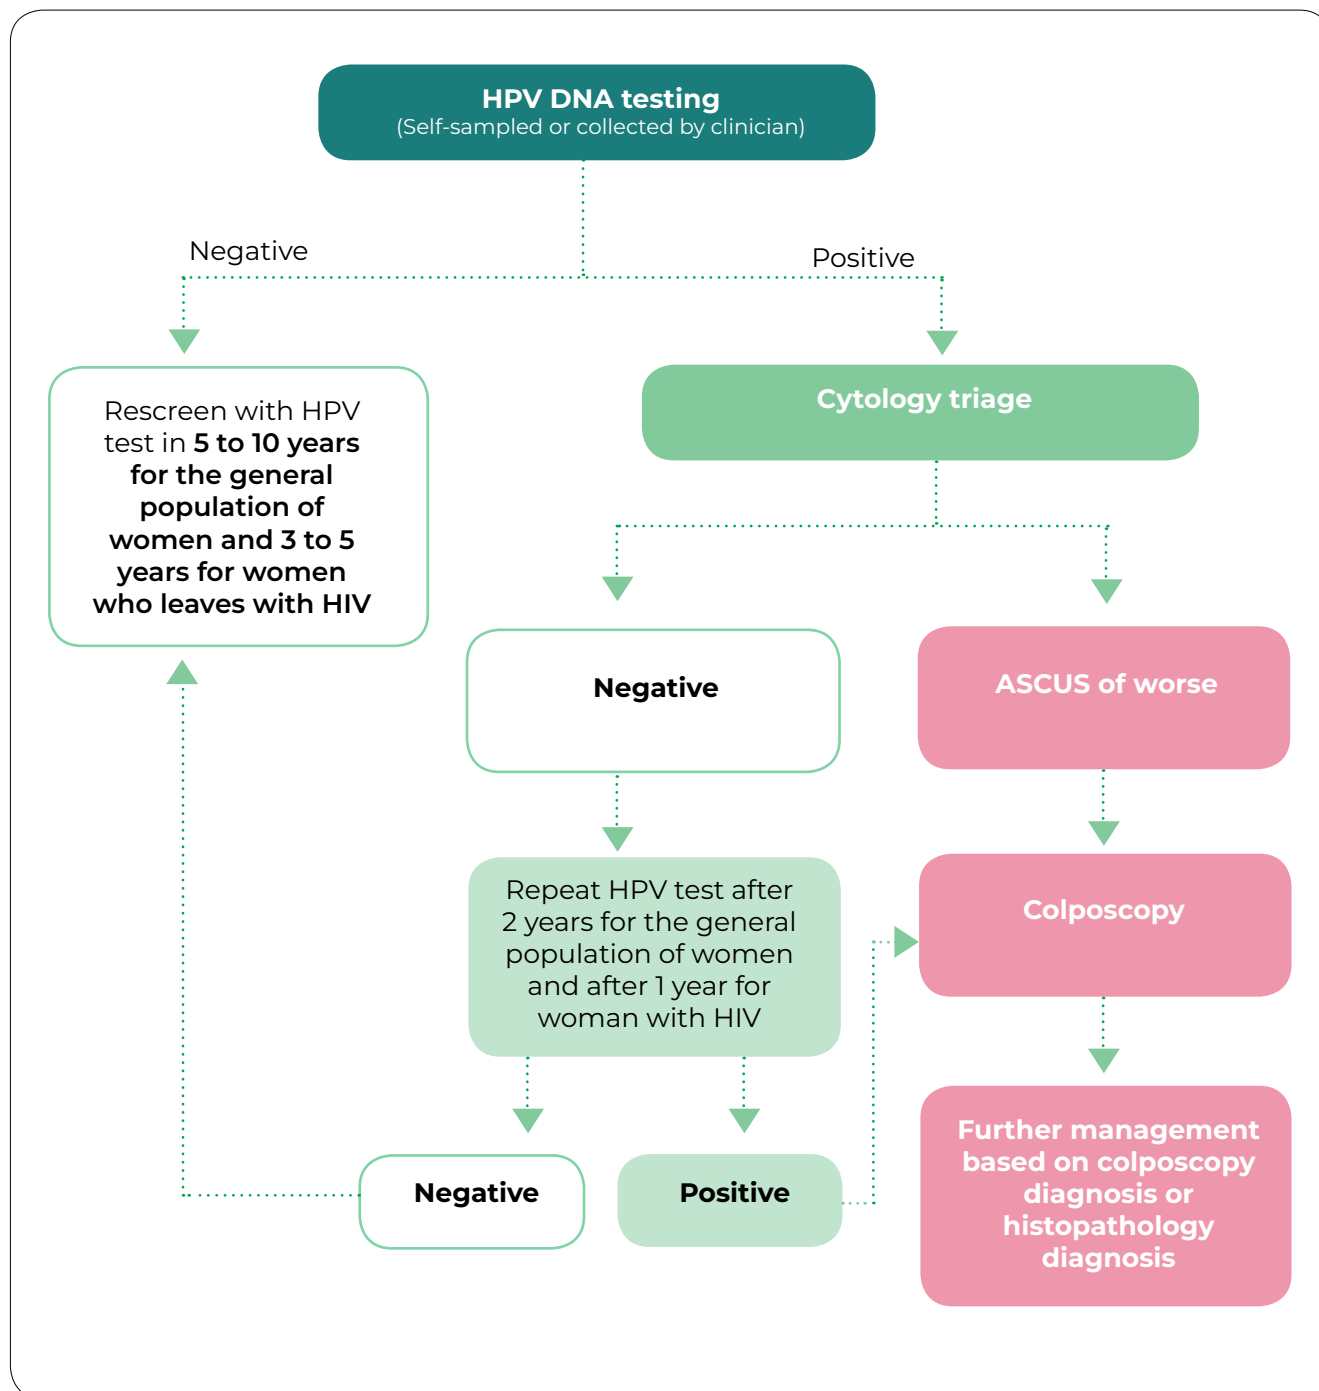 HPV DNA testing
(Self-sampled or collected by clinician)
Negative
Positive
Rescreen with HPV
test in 5 to 10 years
for the general
population of
women and 3 to 5
years for women
who leaves with HIV
Cytology triage
Negative
ASCUS of worse
Repeat HPV test after
2 years for the general
population of women
and after 1 year for
woman with HIV
Colposcopy
Negative
Positive
Further management
based on colposcopy
diagnosis or
histopathology
diagnosis